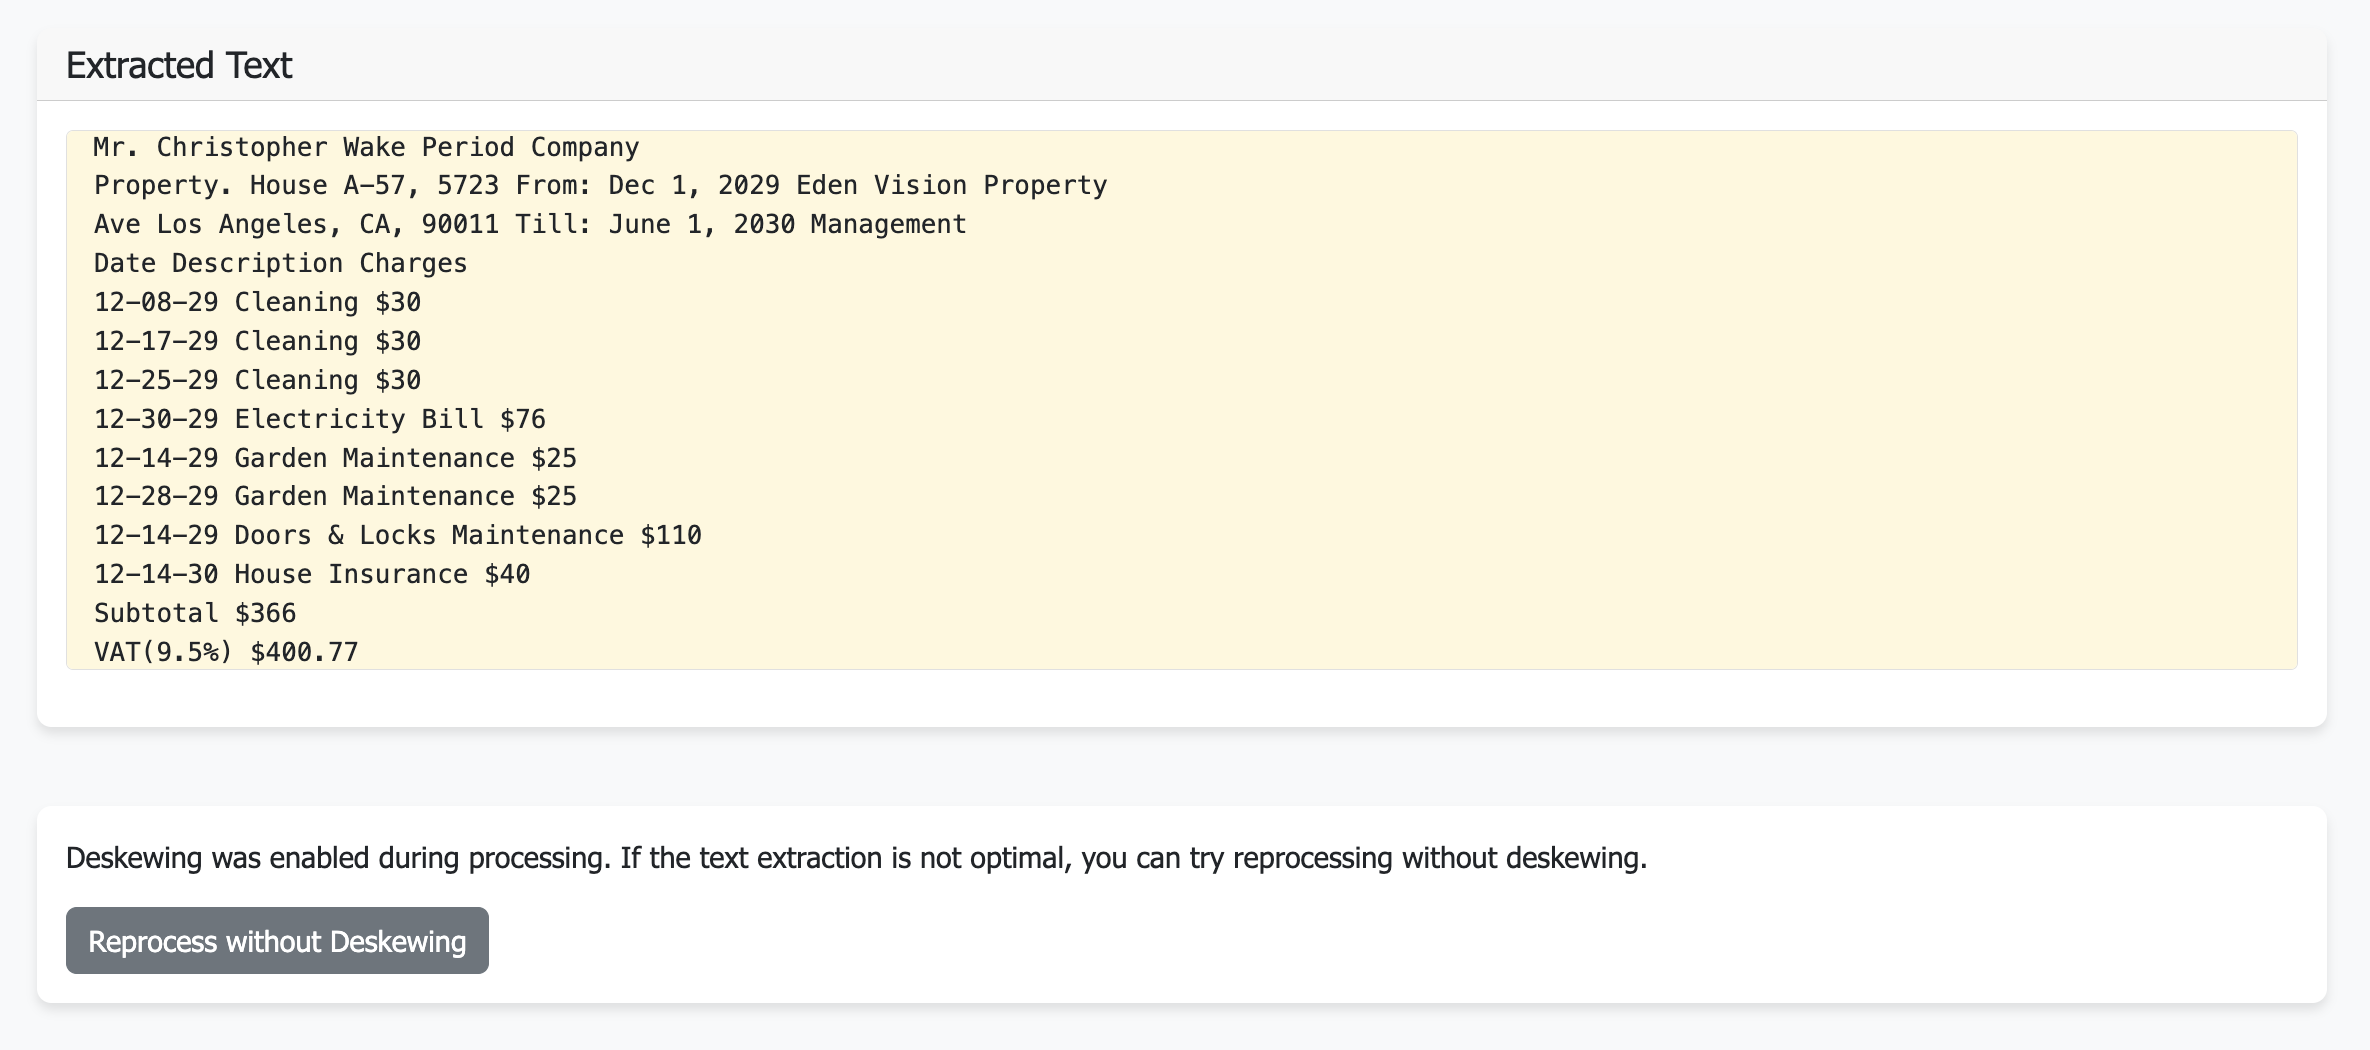 Extracted Text
Mr. Christopher Wake Period Company
Property. House A-57, 5723 From: Dec 1, 2029 Eden Vision Property
Ave Los Angeles, CA, 90011 Till: June 1, 2030 Management
Date Description Charges
12-08-29 Cleaning $30
12-17-29 Cleaning $30
12-25-29 Cleaning $30
12-30-29 Electricity Bill $76
12-14-29 Garden Maintenance $25
12-28-29 Garden Maintenance $25
12-14-29 Doors & Locks Maintenance $110
12-14-30 House Insurance $40
Subtotal $366
VAT(9.5%) $400.77
Deskewing was enabled during processing. If the text extraction is not optimal, you can try reprocessing without deskewing.
Reprocess without Deskewing